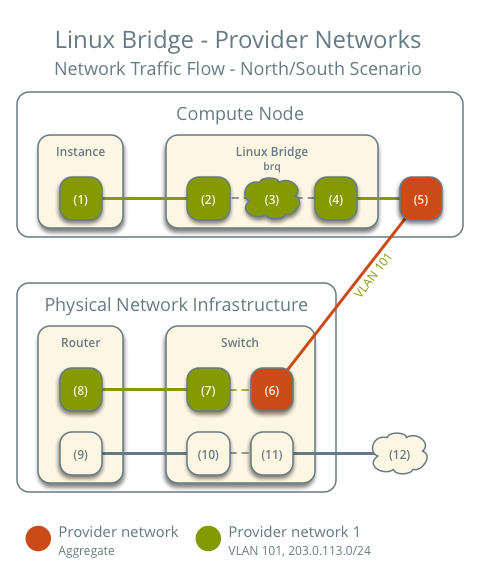 Linux Bridge - Provider Networks
Network Traffic Flow - North/South Scenario
Compute Node
Instance
Linux Bridge
brq
(1)
(2)
(3)
(4)
(5)
VLAN 101
Physical Network Infrastructure
Router
Switch
(8)
(7)
(6)
(9)
(10)
(11)
(12)
Provider network
Aggregate
Provider network 1
VLAN 101, 203.0.113.0/24